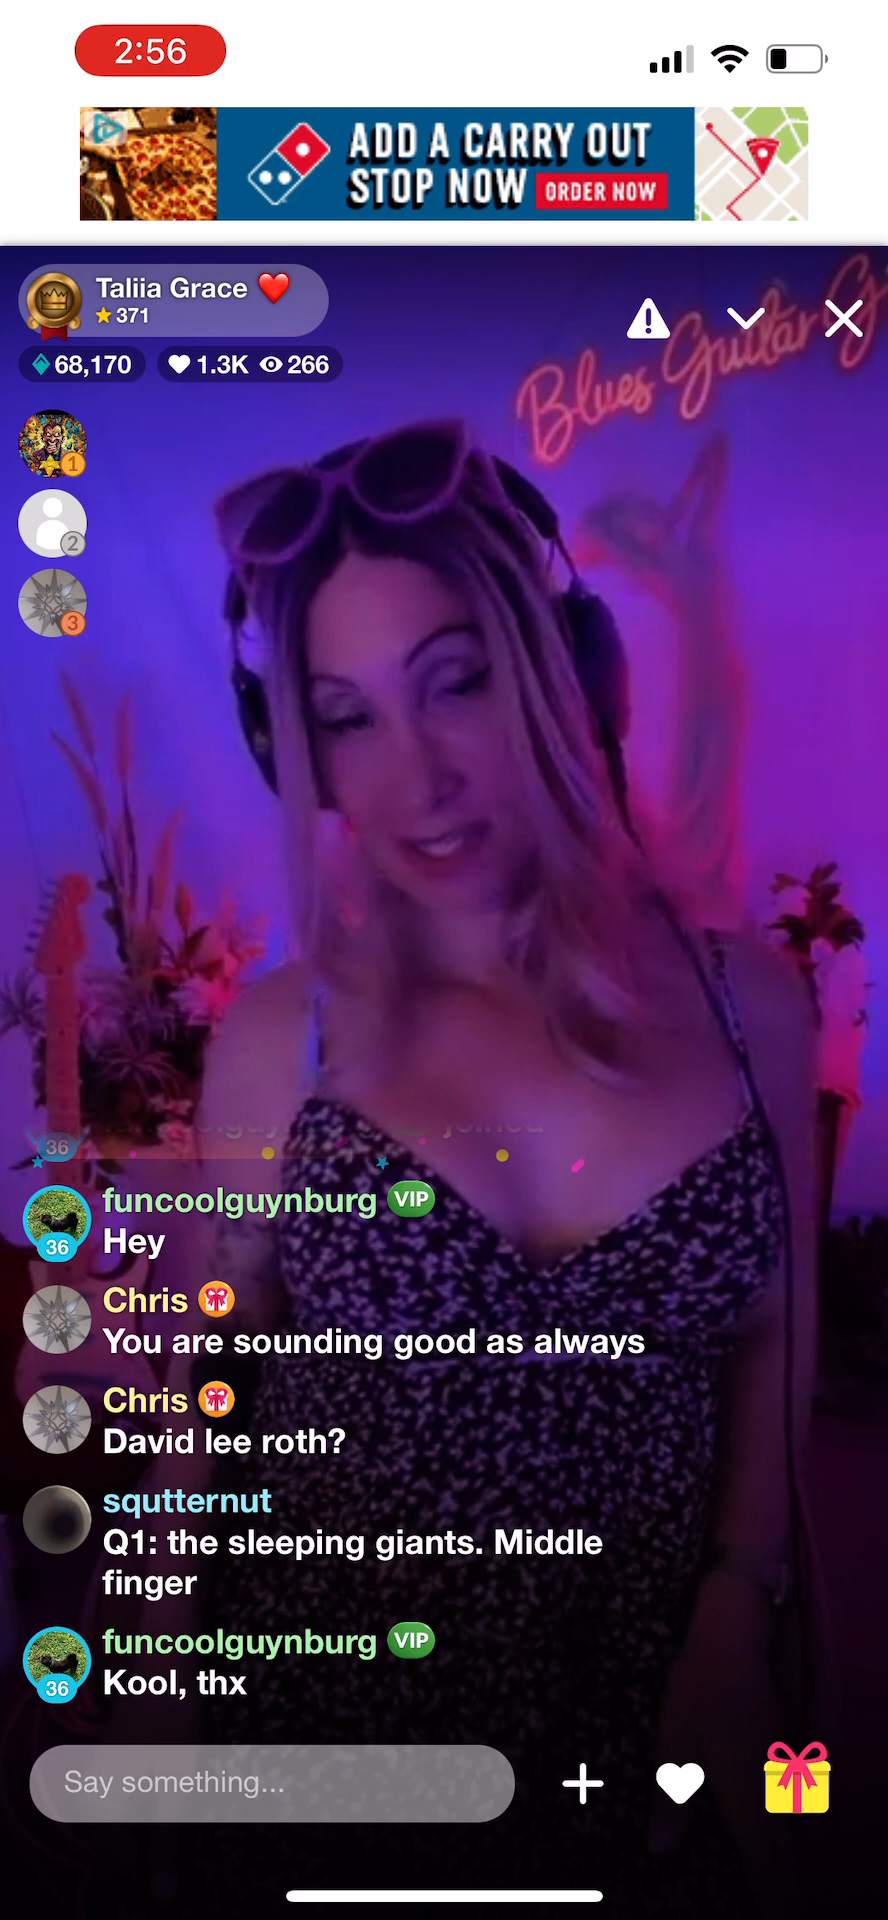 2:56
ADD A CARRY OUT
STOP NOW ORDER NOW
Taliia Grace ❤️
371
68,170 1.3K 266
Blues Guitar
1
2
3
joined
36
funcoolguynburg VIP
Hey
36
Chris
You are sounding good as always
Chris
David lee roth?
squtternut
Q1: the sleeping giants. Middle
finger
funcoolguynburg VIP
Kool, thx
36
Say something...